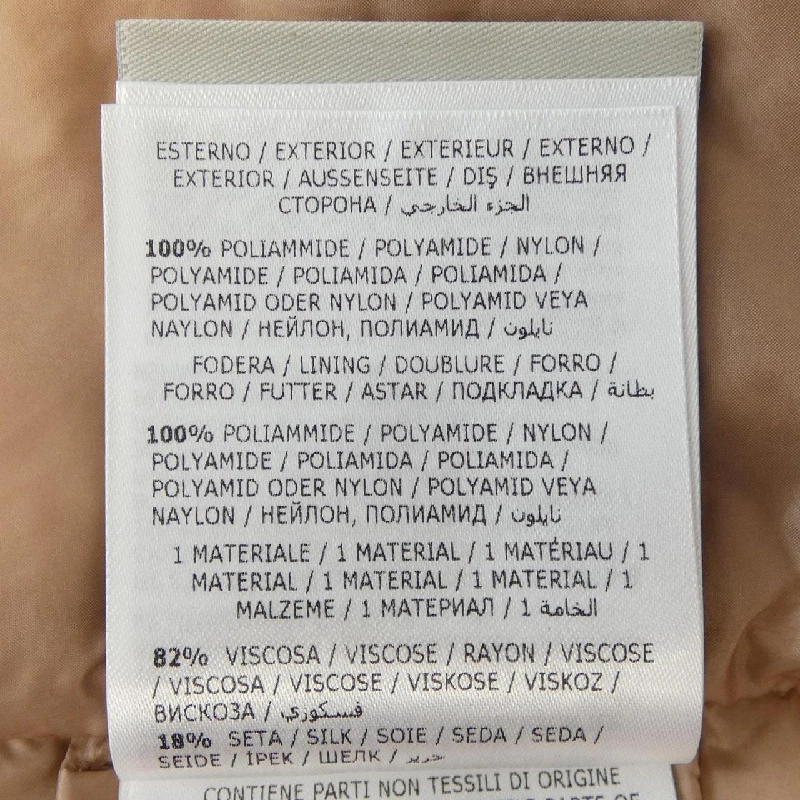 ESTERNO / EXTERIOR / EXTERIEUR / EXTERNO /
EXTERIOR / AUSSENSEITE / DIŞ / ВНЕШНЯЯ
СТОРОНА / الجزء الخارجي
100% POLIAMMIDE / POLYAMIDE / NYLON /
POLYAMIDE / POLIAMIDA / POLIAMIDA /
POLYAMID ODER NYLON / POLYAMID VEYA
NAYLON / НЕЙЛОН, ПОЛИАМИД / نايلون
FODERA / LINING / DOUBLURE / FORRO /
FORRO / FUTTER / ASTAR / ПОДКЛАДКА / بطانة
100% POLIAMMIDE / POLYAMIDE / NYLON /
POLYAMIDE / POLIAMIDA / POLIAMIDA /
POLYAMID ODER NYLON / POLYAMID VEYA
NAYLON / НЕЙЛОН, ПОЛИАМИД / نايلون
1 MATERIALE / 1 MATERIAL / 1 MATÉRIAU / 1
MATERIAL / 1 MATERIAL / 1 MATERIAL / 1
MALZEME / 1 МАТЕРИАЛ / 1 الخامة
82% VISCOSA / VISCOSE / RAYON / VISCOSE
/ VISCOSA / VISCOSE / VISKOSE / VISKOZ /
ВИСКОЗА / فسكوزي
18% SETA / SILK / SOIE / SEDA / SEDA /
SEIDE / İPEK / ШЕЛК / حرير
CONTIENE PARTI NON TESSILI DI ORIGINE
PARTS OF